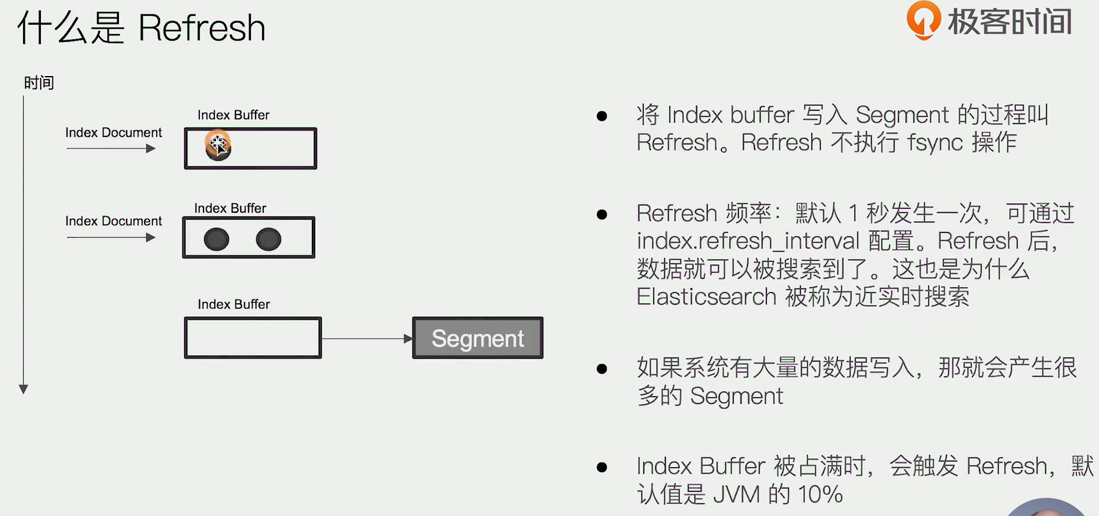 什么是 Refresh
极客时间
时间
Index Buffer
Index Document
Index Buffer
Index Document
Index Buffer
Segment
将 Index buffer 写入 Segment 的过程叫
Refresh。Refresh 不执行 fsync 操作
Refresh 频率：默认 1 秒发生一次，可通过
index.refresh_interval 配置。Refresh 后，
数据就可以被搜索到了。这也是为什么
Elasticsearch 被称为近实时搜索
如果系统有大量的数据写入，那就会产生很
多的 Segment
Index Buffer 被占满时，会触发 Refresh，默
认值是 JVM 的 10%